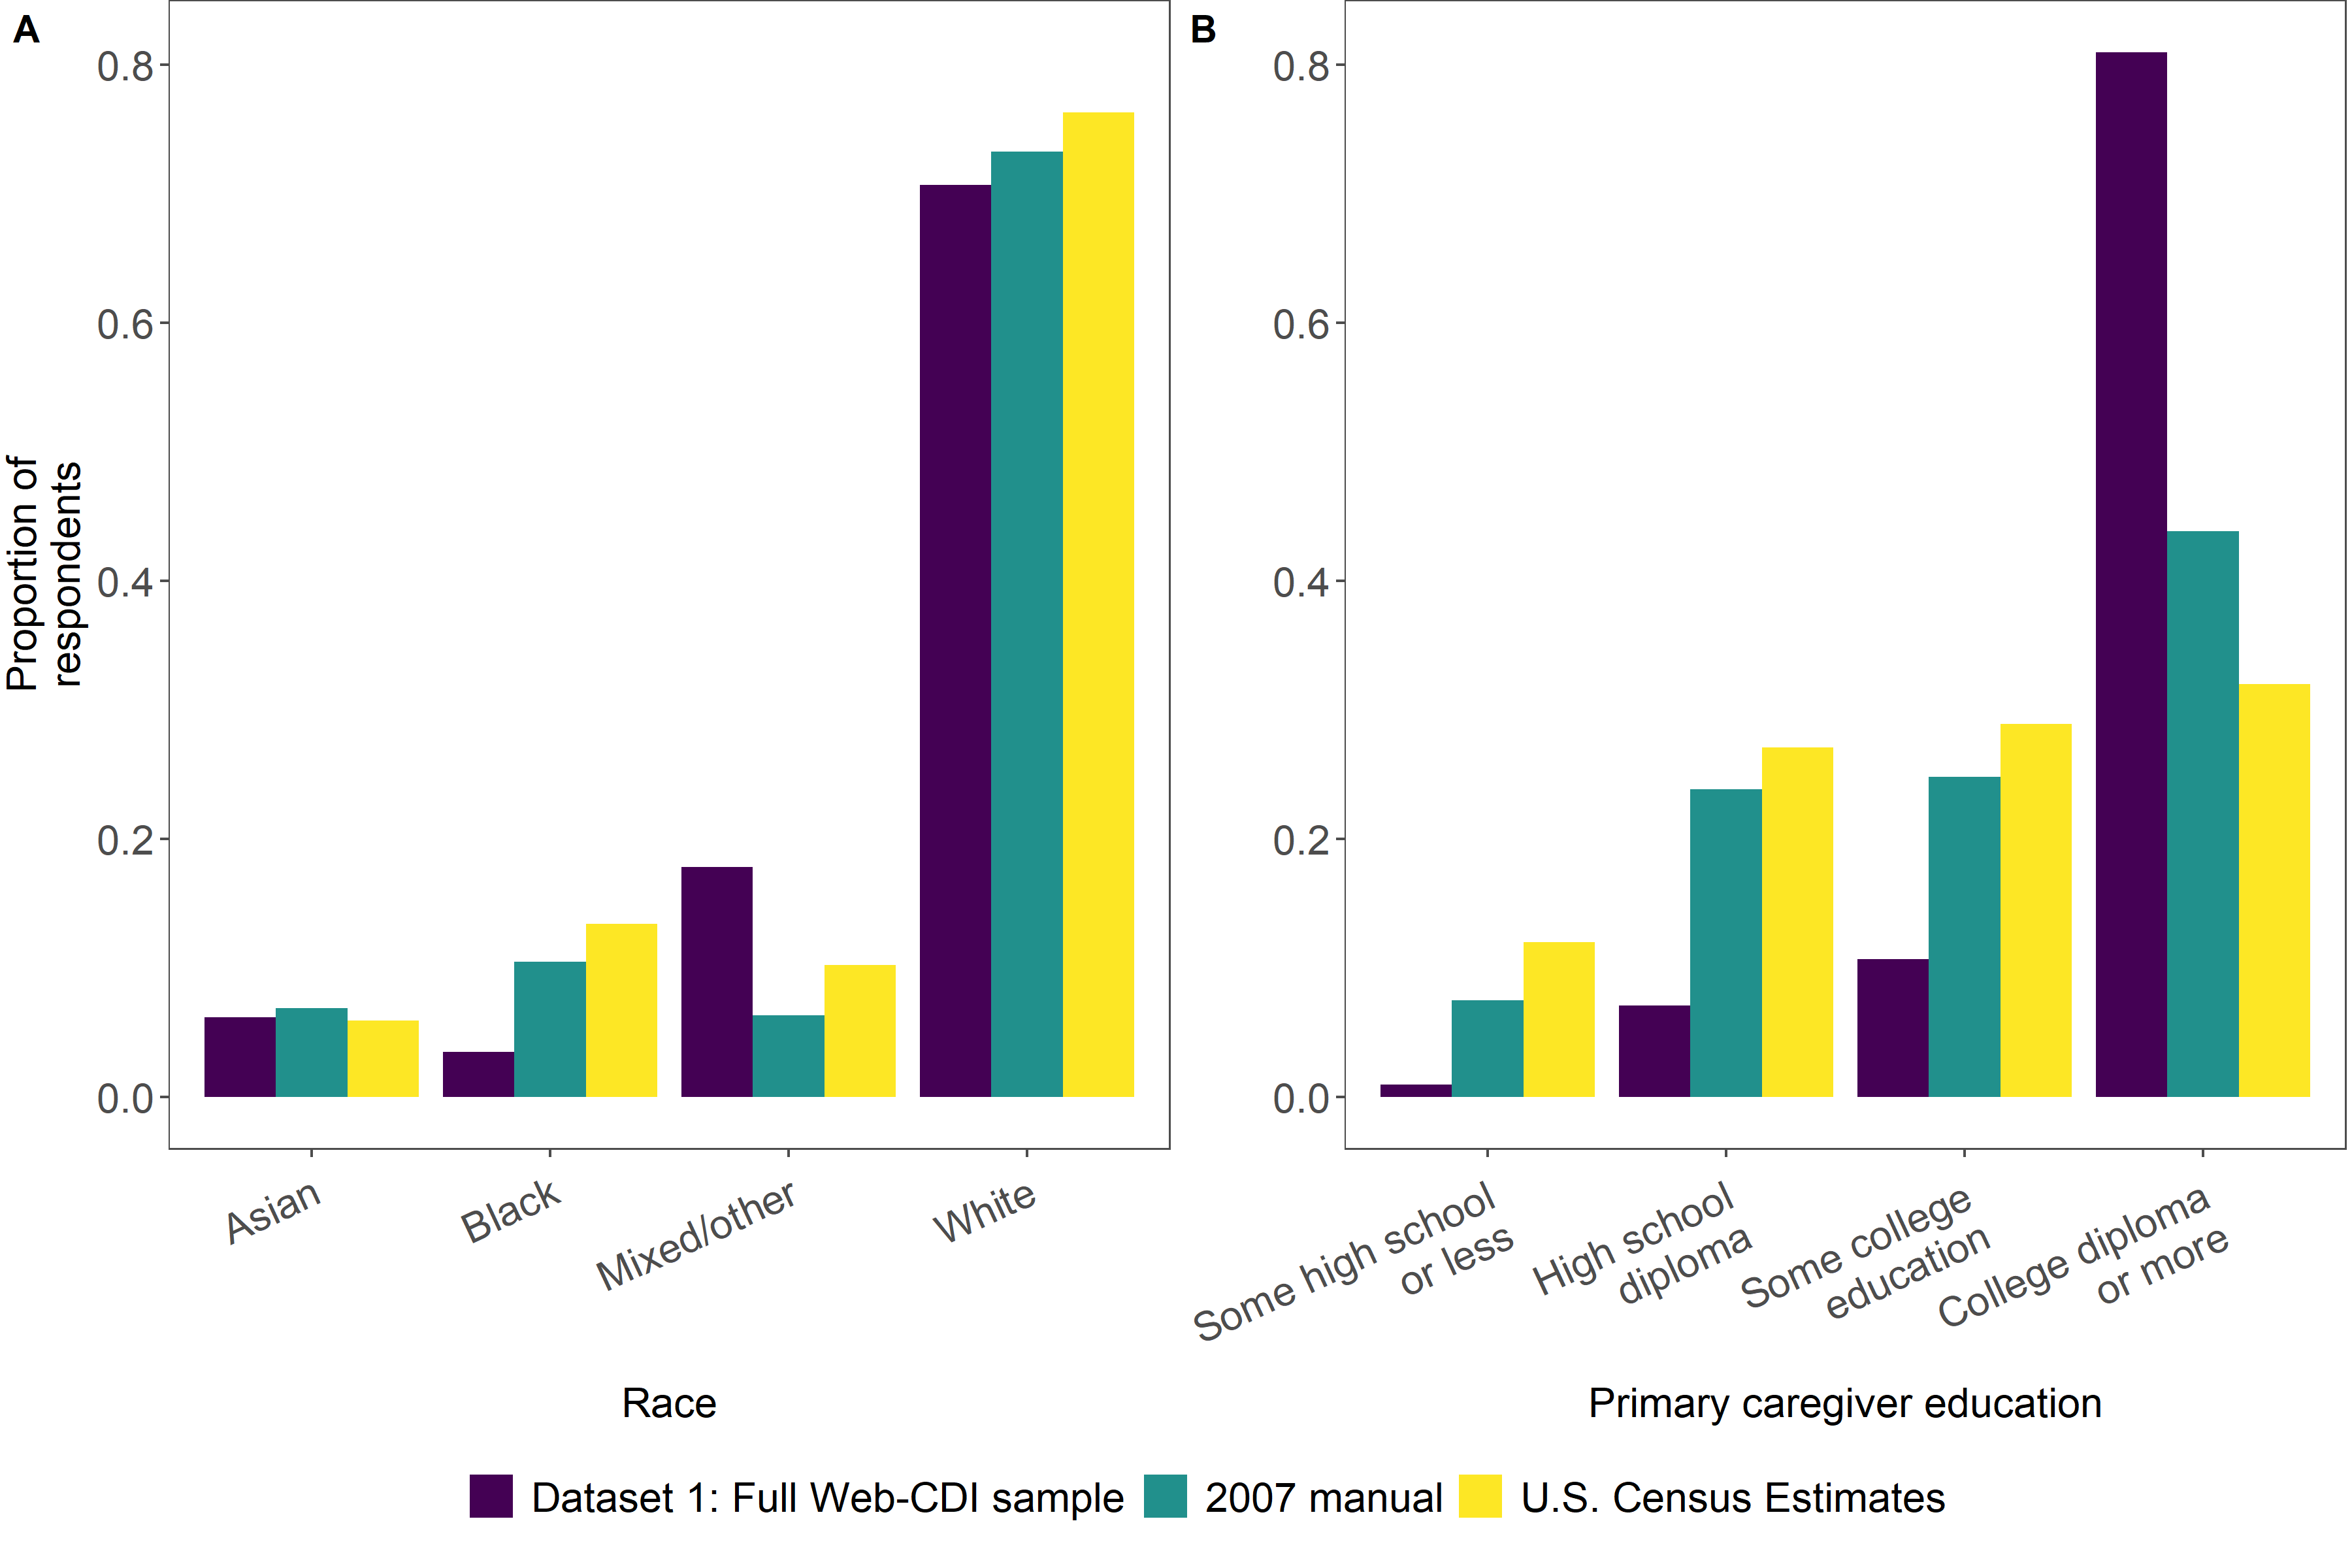 A
Proportion of
respondents
0.8
0.6
0.4
0.2
0.0
Asian
Black
Mixed/other
White
Race
B
0.8
0.6
0.4
0.2
0.0
Some high school
or less
High school
diploma
Some college
education
College diploma
or more
Primary caregiver education
Dataset 1: Full Web-CDI sample
2007 manual
U.S. Census Estimates